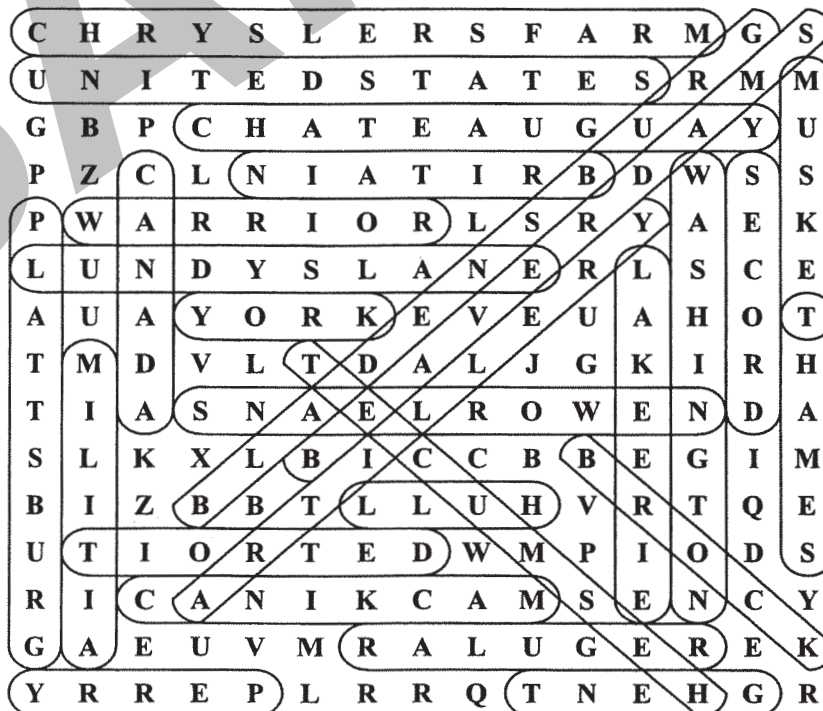 C H R Y S L E R S F A R M G S
U N I T E D S T A T E S R M M
G B P C H A T E A U G U A Y U
P Z C L N I A T I R B D W S S
P W A R R I O R L S R Y A E K
L U N D Y S L A N E R L S C E
A U A Y O R K E V E U A H O T
T M D V L T D A L J G K I R H
T I A S N A E L R O W E N D A
S L K X L B I C C B B E G I M
B I Z B B T L L U H V R T Q E
U T I O R T E D W M P I O D S
R I C A N I K C A M S E N C Y
G A E U V M R A L U G E R E K
Y R R E P L R R Q T N E H G R